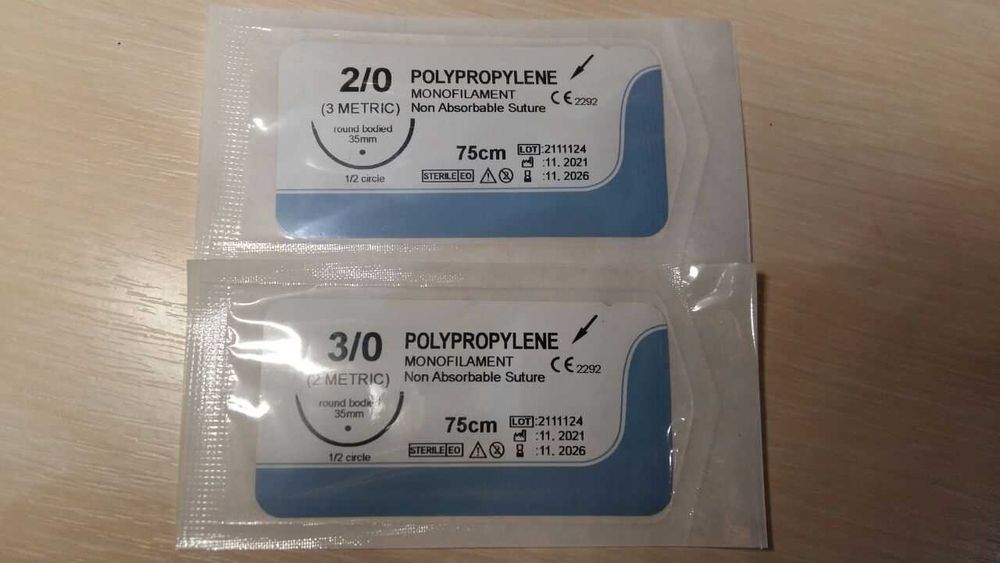 2/0 POLYPROPYLENE
(3 METRIC) MONOFILAMENT CE 2292
Non Absorbable Suture
round bodied
35mm
75cm LOT:2111124
:11. 2021
1/2 circle STERILE EO :11. 2026
3/0 POLYPROPYLENE
(2 METRIC) MONOFILAMENT CE 2292
Non Absorbable Suture
round bodied
35mm
75cm LOT:2111124
:11. 2021
1/2 circle STERILE EO :11. 2026